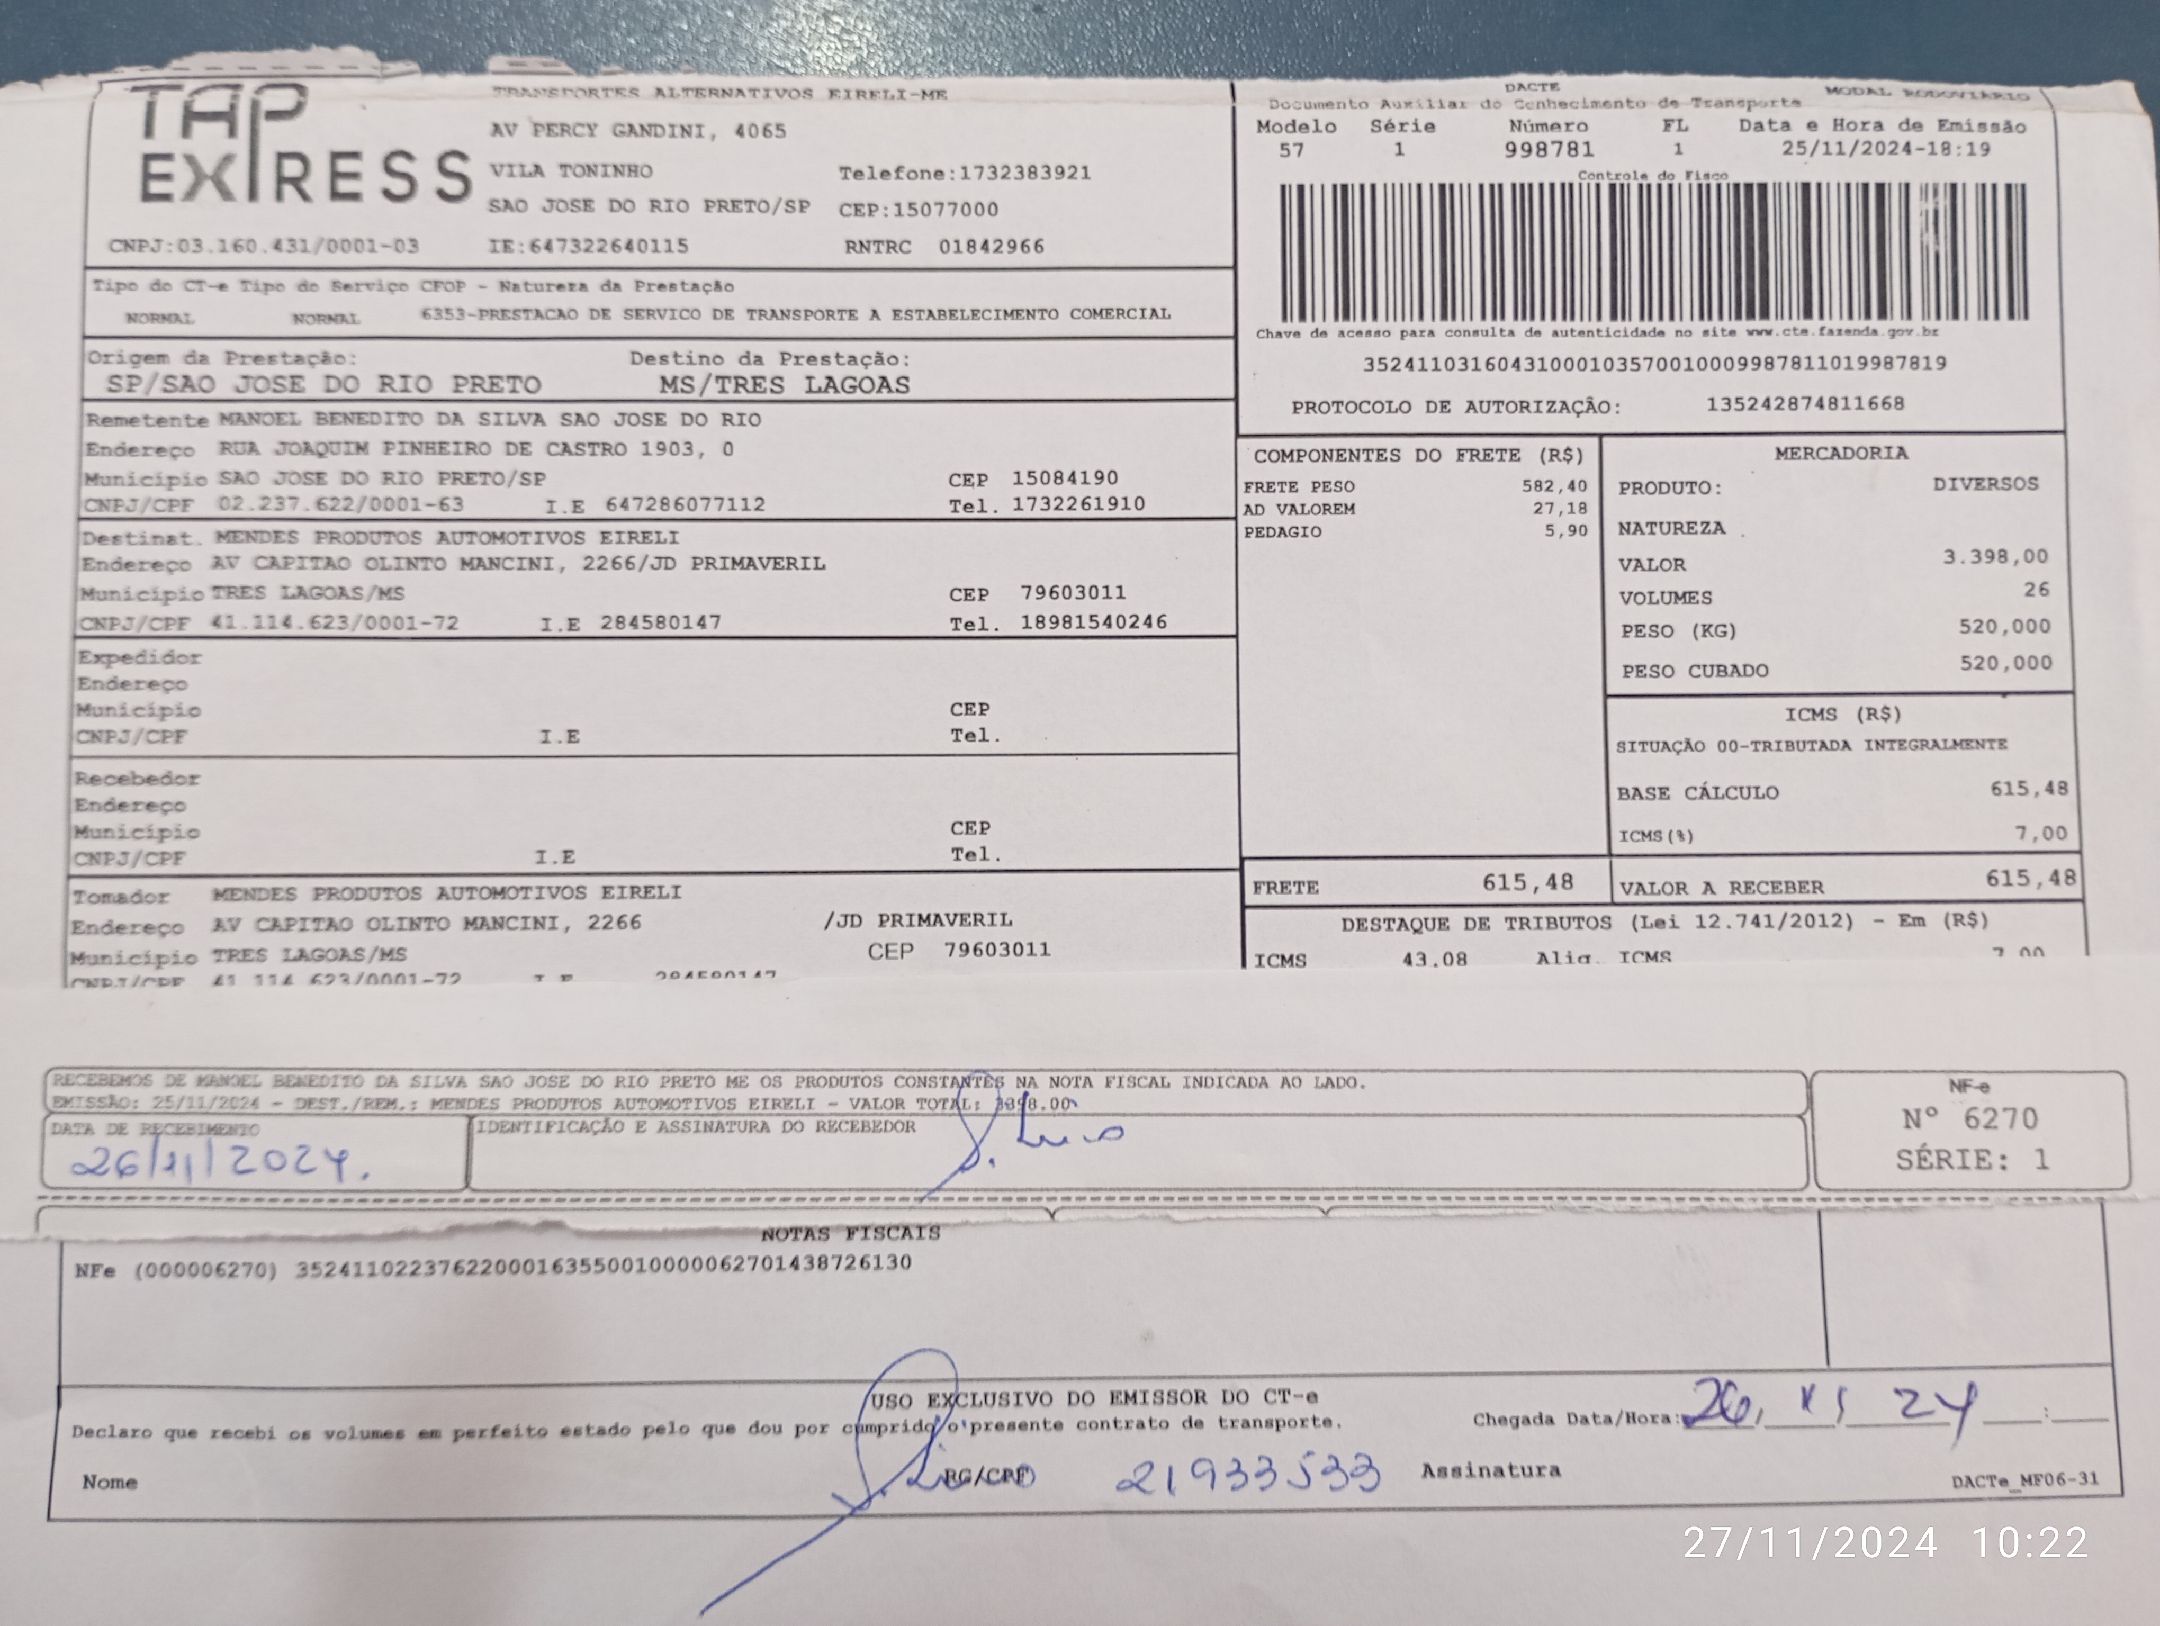 TAP EXPRESS
TRANSPORTES ALTERNATIVOS EIRELI-ME
AV PERCY GANDINI, 4065
VILA TONINHO Telefone:1732383921
SAO JOSE DO RIO PRETO/SP CEP:15077000
CNPJ:03.160.431/0001-03 IE:647322640115 RNTRC 01842966
DACTE MODAL RODOVIARIO
Documento Auxiliar do Conhecimento de Transporte
Modelo Série Número FL Data e Hora de Emissão
57 1 998781 1 25/11/2024-18:19
Controle do Fisco
Chave de acesso para consulta de autenticidade no site www.cte.fazenda.gov.br
35241103160431000103570010009987811019987819
PROTOCOLO DE AUTORIZAÇÃO: 135242874811668
Tipo do CT-e Tipo do Serviço CFOP - Natureza da Prestação
NORMAL NORMAL 6353-PRESTACAO DE SERVICO DE TRANSPORTE A ESTABELECIMENTO COMERCIAL
Origem da Prestação: Destino da Prestação:
SP/SAO JOSE DO RIO PRETO MS/TRES LAGOAS
Remetente MANOEL BENEDITO DA SILVA SAO JOSE DO RIO
Endereço RUA JOAQUIM PINHEIRO DE CASTRO 1903, 0
Município SAO JOSE DO RIO PRETO/SP CEP 15084190
CNPJ/CPF 02.237.622/0001-63 I.E 647286077112 Tel. 1732261910
Destinat. MENDES PRODUTOS AUTOMOTIVOS EIRELI
Endereço AV CAPITAO OLINTO MANCINI, 2266/JD PRIMAVERIL
Município TRES LAGOAS/MS CEP 79603011
CNPJ/CPF 41.114.623/0001-72 I.E 284580147 Tel. 18981540246
Expedidor
Endereço
Município CEP
CNPJ/CPF I.E Tel.
Recebedor
Endereço
Município CEP
CNPJ/CPF I.E Tel.
Tomador MENDES PRODUTOS AUTOMOTIVOS EIRELI
Endereço AV CAPITAO OLINTO MANCINI, 2266 /JD PRIMAVERIL
Município TRES LAGOAS/MS CEP 79603011
CNPJ/CPF 41.114.623/0001-72 I.E 284580147
COMPONENTES DO FRETE (R$)
FRETE PESO 582,40
AD VALOREM 27,18
PEDAGIO 5,90
MERCADORIA
PRODUTO: DIVERSOS
NATUREZA
VALOR 3.398,00
VOLUMES 26
PESO (KG) 520,000
PESO CUBADO 520,000
ICMS (R$)
SITUAÇÃO 00-TRIBUTADA INTEGRALMENTE
BASE CÁLCULO 615,48
ICMS(%) 7,00
FRETE 615,48 VALOR A RECEBER 615,48
DESTAQUE DE TRIBUTOS (Lei 12.741/2012) - Em (R$)
ICMS 43.08 Aliq. ICMS 7,00
RECEBEMOS DE MANOEL BENEDITO DA SILVA SAO JOSE DO RIO PRETO ME OS PRODUTOS CONSTANTES NA NOTA FISCAL INDICADA AO LADO.
EMISSÃO: 25/11/2024 - DEST./REM.: MENDES PRODUTOS AUTOMOTIVOS EIRELI - VALOR TOTAL: 3398.00
DATA DE RECEBIMENTO IDENTIFICAÇÃO E ASSINATURA DO RECEBEDOR
26/11/2024.
NF-e
Nº 6270
SÉRIE: 1
NOTAS FISCAIS
NFe (000006270) 35241102237622000163550010000062701438726130
USO EXCLUSIVO DO EMISSOR DO CT-e
Declaro que recebi os volumes em perfeito estado pelo que dou por cumprido o presente contrato de transporte. Chegada Data/Hora: 26/11/24 :
Nome RG/CPF 21933533 Assinatura DACTe_MF06-31
27/11/2024 10:22